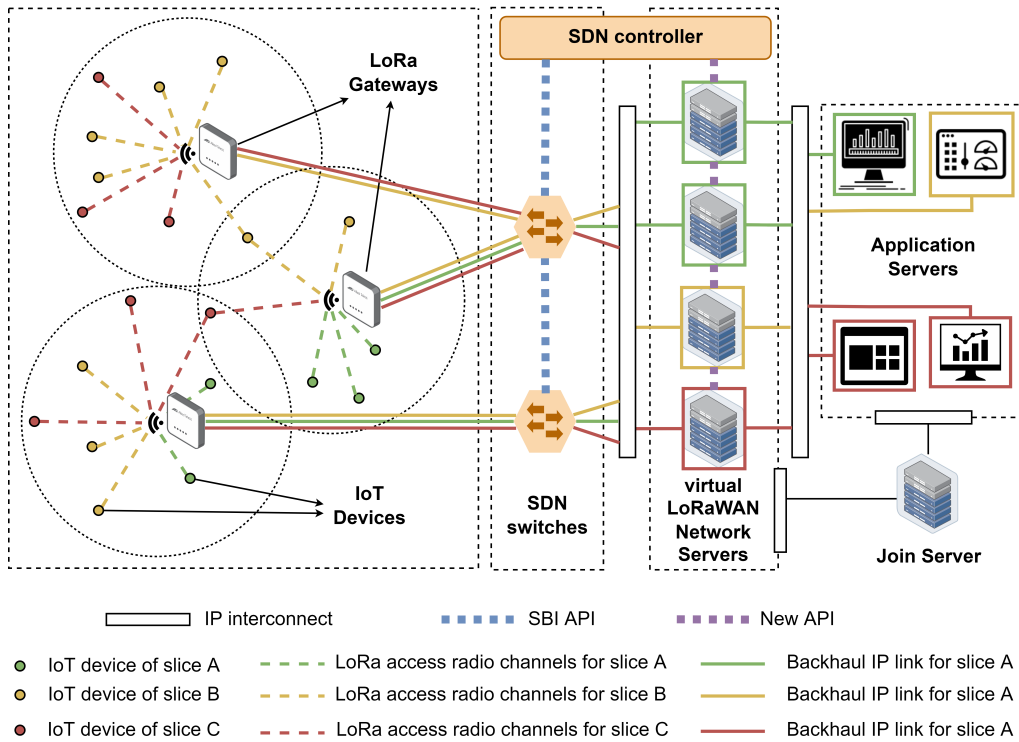 SDN controller
LoRa
Gateways
Application
Servers
IoT
Devices
SDN
switches
virtual
LoRaWAN
Network
Servers
Join Server
IP interconnect
SBI API
New API
IoT device of slice A
LoRa access radio channels for slice A
Backhaul IP link for slice A
IoT device of slice B
LoRa access radio channels for slice B
Backhaul IP link for slice A
IoT device of slice C
LoRa access radio channels for slice C
Backhaul IP link for slice A